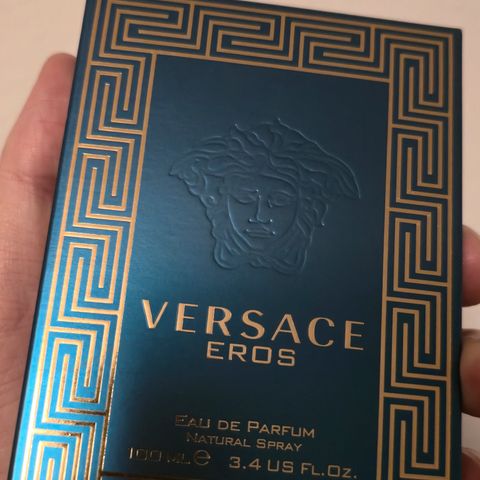 VERSACE
EROS
EAU DE PARFUM
NATURAL SPRAY
100 ML ℮ 3.4 US FL.OZ.